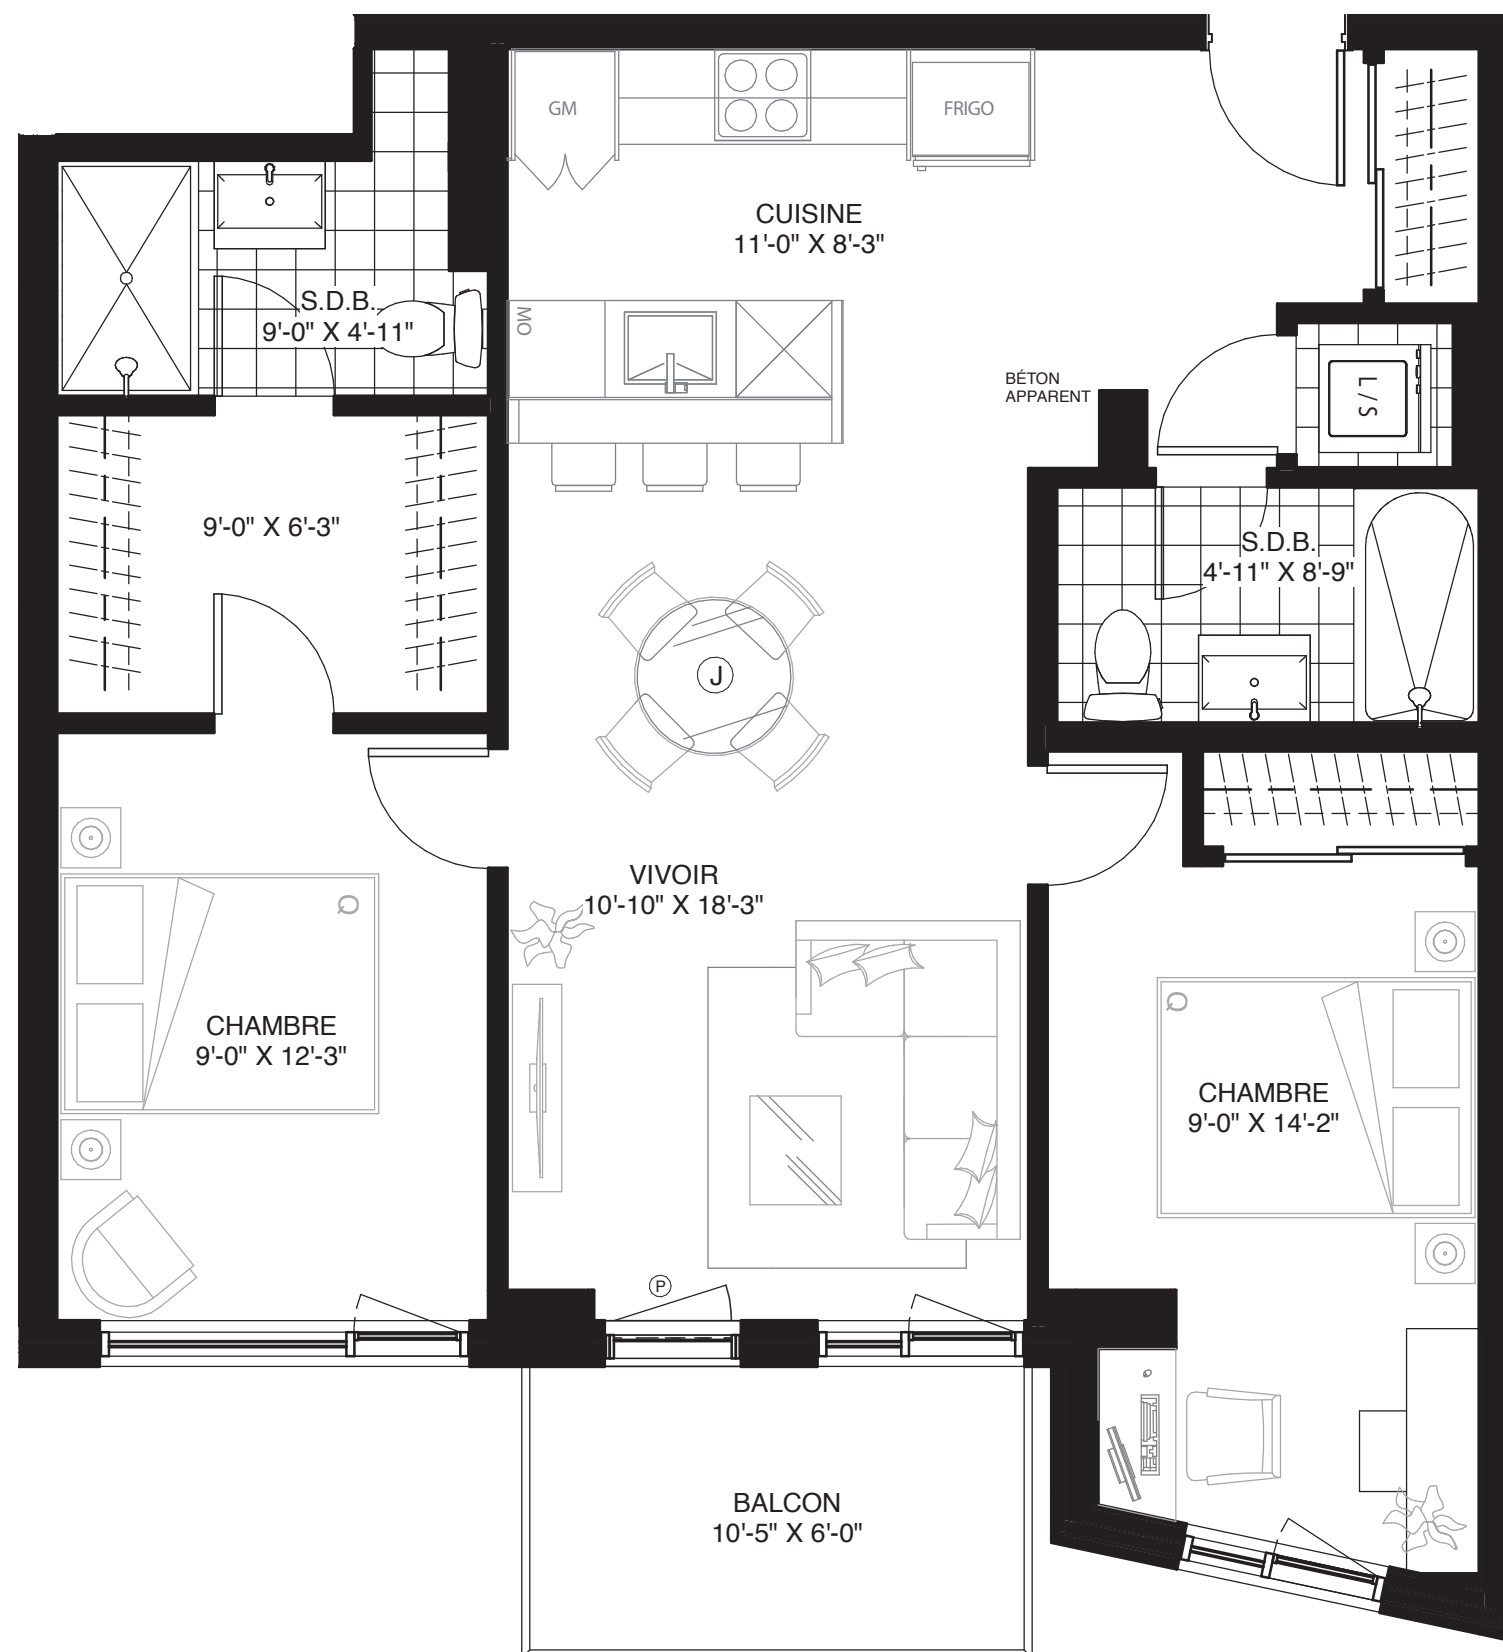 GM
FRIGO
CUISINE
11'-0" X 8'-3"
S.D.B.
9'-0" X 4'-11"
MO
BÉTON
APPARENT
L/S
9'-0" X 6'-3"
S.D.B.
4'-11" X 8'-9"
J
VIVOIR
10'-10" X 18'-3"
Q
CHAMBRE
9'-0" X 12'-3"
Q
CHAMBRE
9'-0" X 14'-2"
P
BALCON
10'-5" X 6'-0"